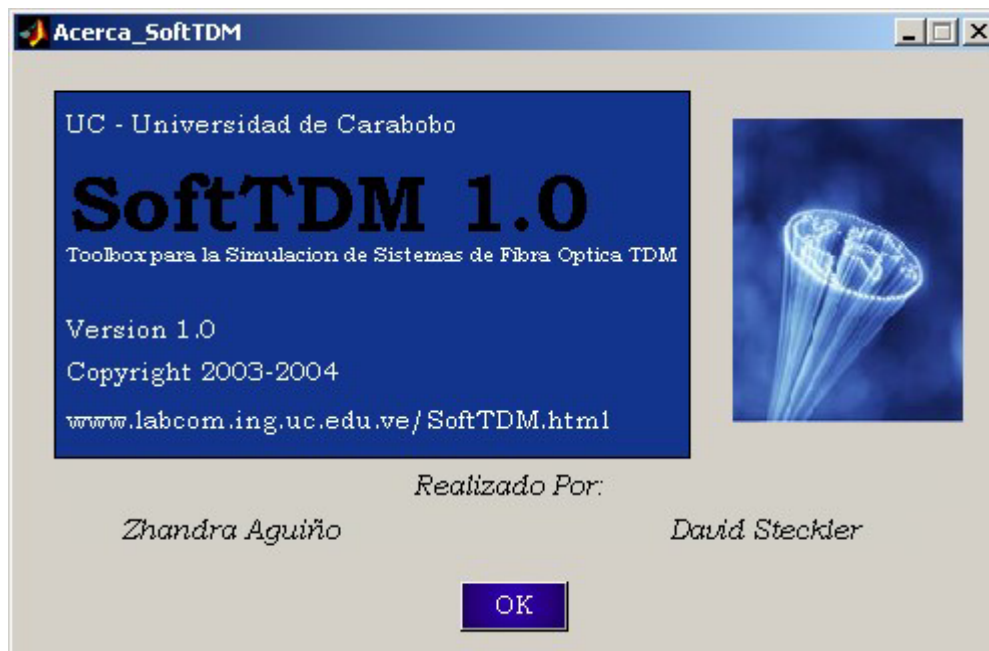 Acerca_SoftTDM
UC - Universidad de Carabobo
SoftTDM 1.0
Toolbox para la Simulacion de Sistemas de Fibra Optica TDM
Version 1.0
Copyright 2003-2004
www.labcom.ing.uc.edu.ve/SoftTDM.html
Realizado Por:
Zhandra Aguiño
David Steckler
OK